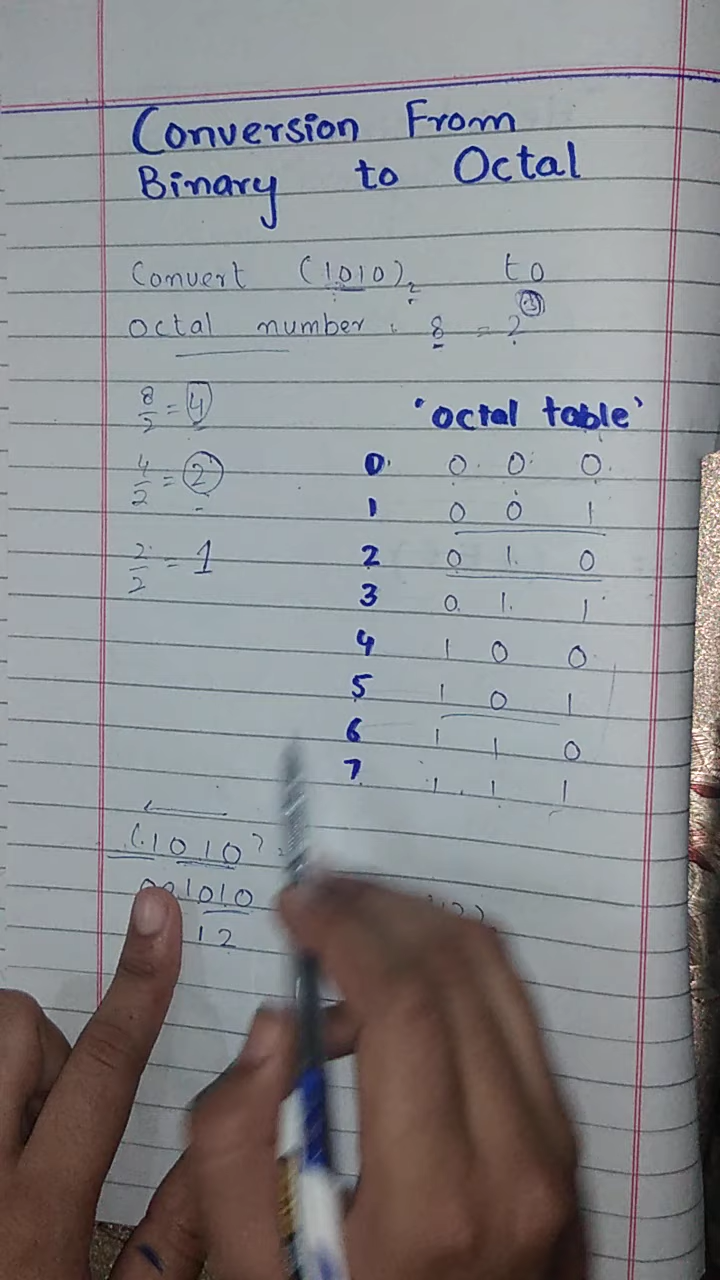 Conversion From
Binary to Octal
Convert (1010)₂ to
Octal number. 8 = 2³
8/2 = 4
'Octal table'
0. 0. 0. 0.
4/2 = 2
1 0 0 1
2 0 1. 0
2/2 = 1
3 0. 1. 1
4 1 0 0
5 1 0 1
6 1 1 0
7 1. 1 1
(1010)
001010
12